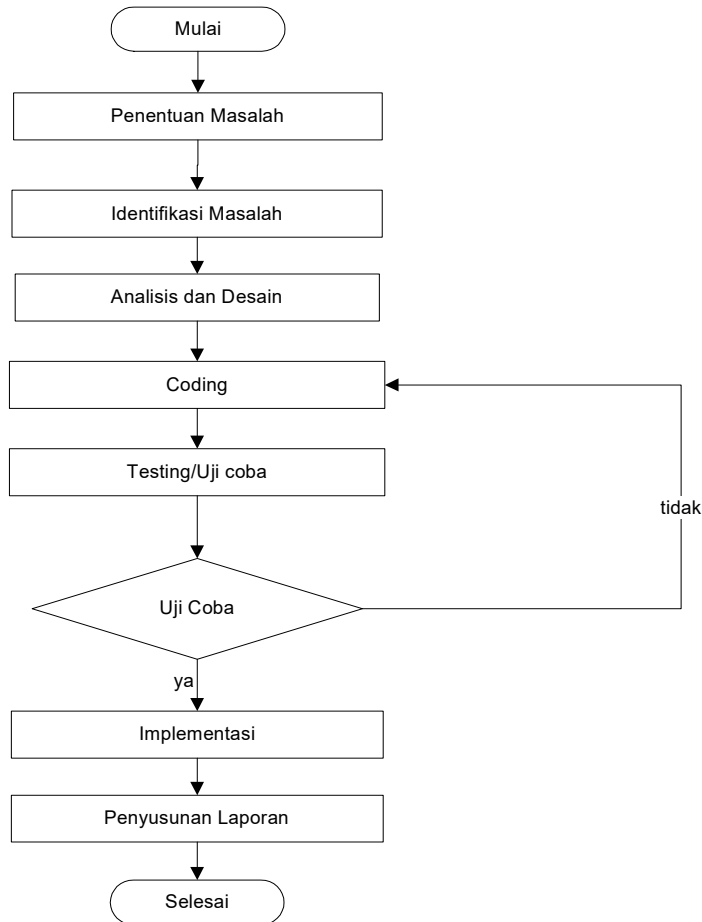 Mulai
Penentuan Masalah
Identifikasi Masalah
Analisis dan Desain
Coding
Testing/Uji coba
tidak
Uji Coba
ya
Implementasi
Penyusunan Laporan
Selesai